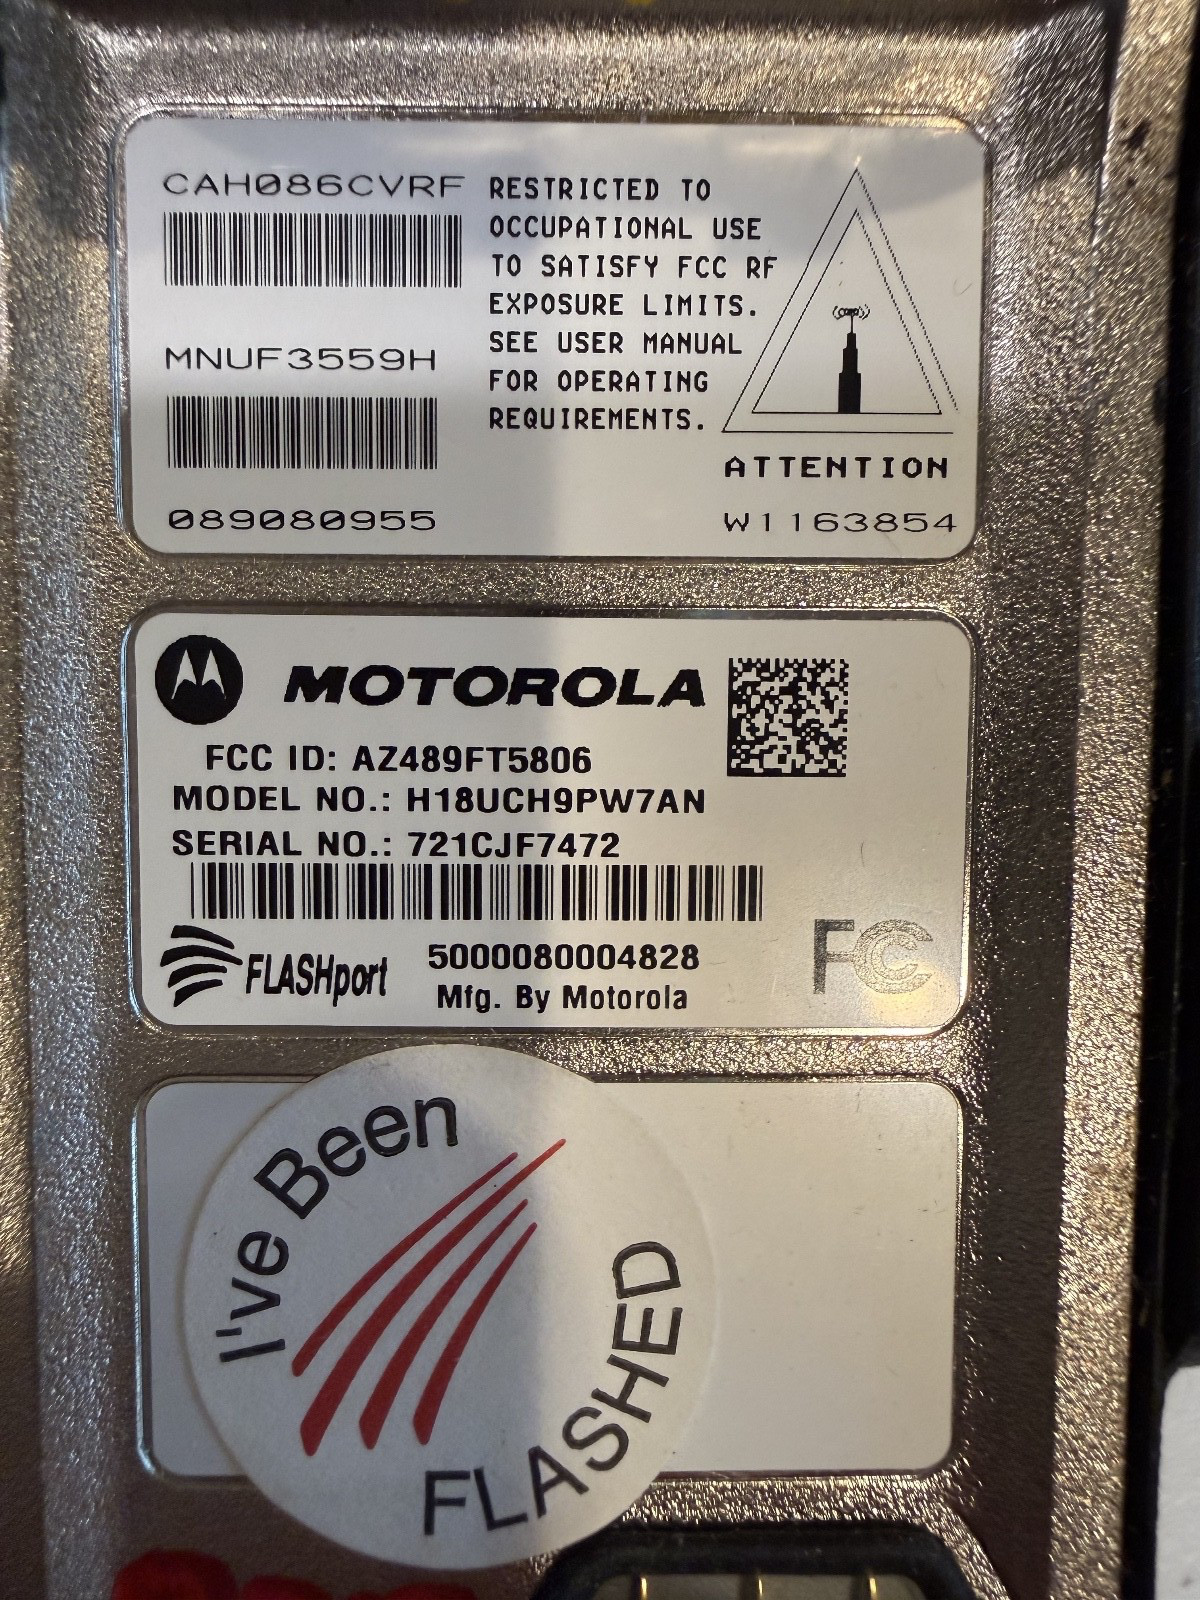 CAH086CVRF
MNUF3559H
089080955
RESTRICTED TO
OCCUPATIONAL USE
TO SATISFY FCC RF
EXPOSURE LIMITS.
SEE USER MANUAL
FOR OPERATING
REQUIREMENTS.
ATTENTION
W1163854
MOTOROLA
FCC ID: AZ489FT5806
MODEL NO.: H18UCH9PW7AN
SERIAL NO.: 721CJF7472
FLASHport
5000080004828
Mfg. By Motorola
FC
I've Been
FLASHED